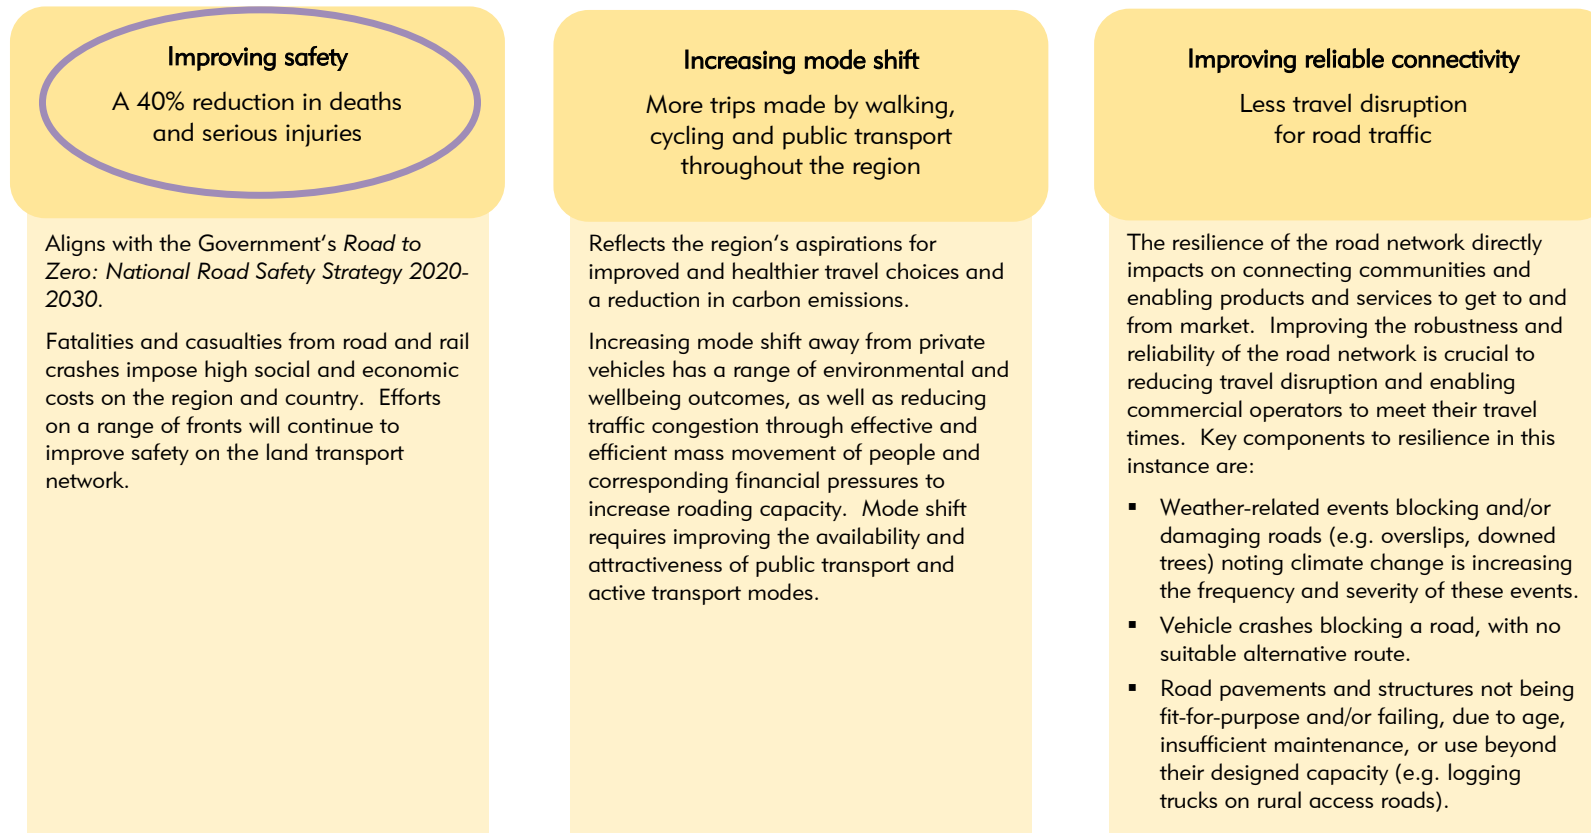 Improving safety
A 40% reduction in deaths
and serious injuries
Aligns with the Government’s Road to
Zero: National Road Safety Strategy 2020-
2030.
Fatalities and casualties from road and rail
crashes impose high social and economic
costs on the region and country.  Efforts
on a range of fronts will continue to
improve safety on the land transport
network.
Increasing mode shift
More trips made by walking,
cycling and public transport
throughout the region
Reflects the region’s aspirations for
improved and healthier travel choices and
a reduction in carbon emissions.
Increasing mode shift away from private
vehicles has a range of environmental and
wellbeing outcomes, as well as reducing
traffic congestion through effective and
efficient mass movement of people and
corresponding financial pressures to
increase roading capacity.  Mode shift
requires improving the availability and
attractiveness of public transport and
active transport modes.
Improving reliable connectivity
Less travel disruption
for road traffic
The resilience of the road network directly
impacts on connecting communities and
enabling products and services to get to and
from market.  Improving the robustness and
reliability of the road network is crucial to
reducing travel disruption and enabling
commercial operators to meet their travel
times.  Key components to resilience in this
instance are:
▪ Weather-related events blocking and/or
damaging roads (e.g. overslips, downed
trees) noting climate change is increasing
the frequency and severity of these events.
▪ Vehicle crashes blocking a road, with no
suitable alternative route.
▪ Road pavements and structures not being
fit-for-purpose and/or failing, due to age,
insufficient maintenance, or use beyond
their designed capacity (e.g. logging
trucks on rural access roads).